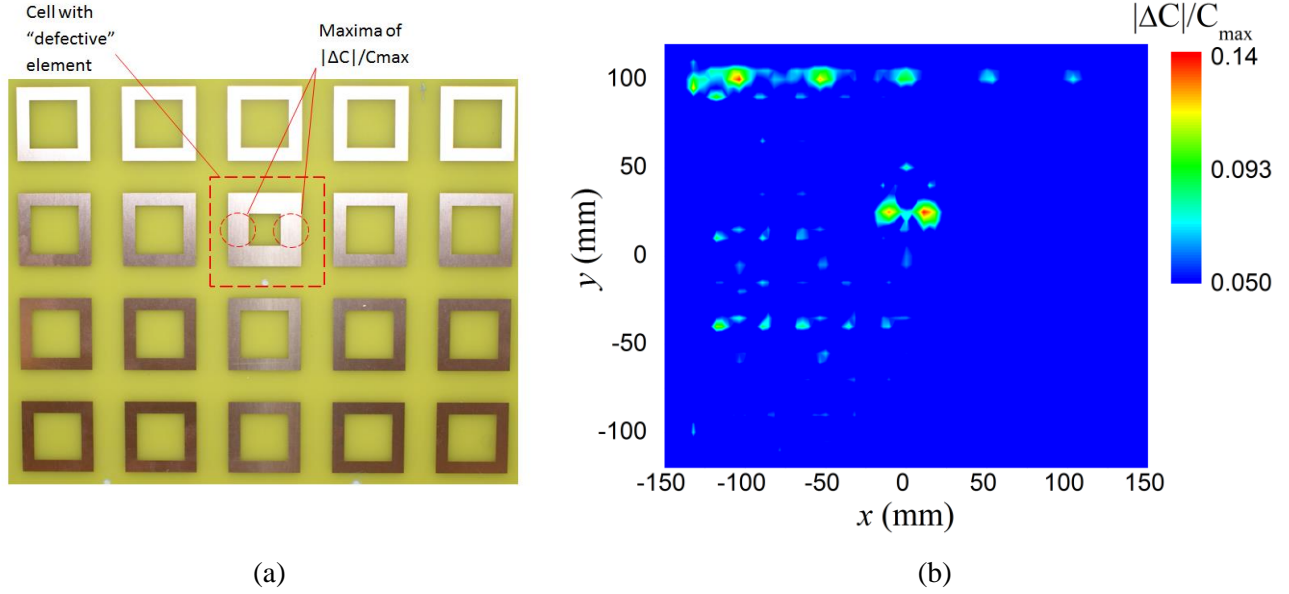 Cell with
“defective”
element
Maxima of
|ΔC|/Cmax
|ΔC|/Cmax
0.14
0.093
0.050
100
50
0
-50
-100
y (mm)
-150
-100
-50
0
50
100
150
x (mm)
(a)
(b)